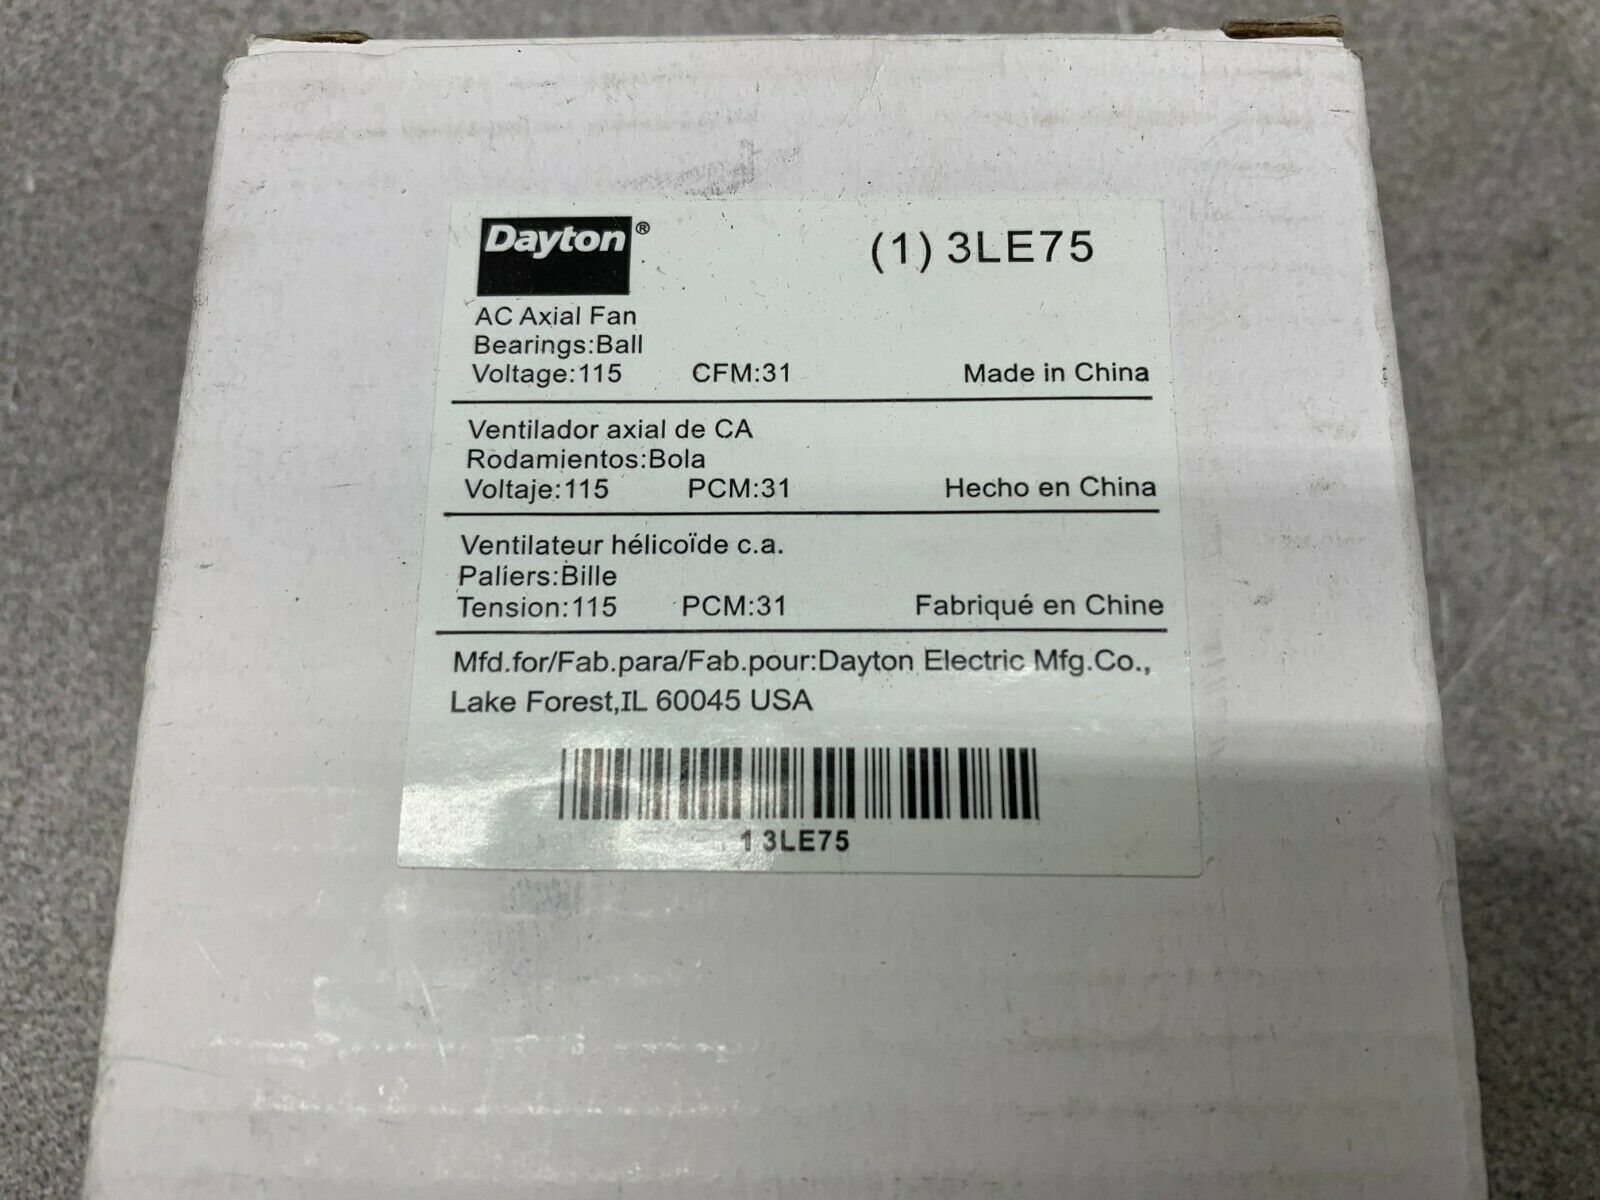 Dayton®
(1) 3LE75
AC Axial Fan
Bearings:Ball
Voltage:115 CFM:31 Made in China
Ventilador axial de CA
Rodamientos:Bola
Voltaje:115 PCM:31 Hecho en China
Ventilateur hélicoïde c.a.
Paliers:Bille
Tension:115 PCM:31 Fabriqué en Chine
Mfd.for/Fab.para/Fab.pour:Dayton Electric Mfg.Co.,
Lake Forest,IL 60045 USA
1 3LE75